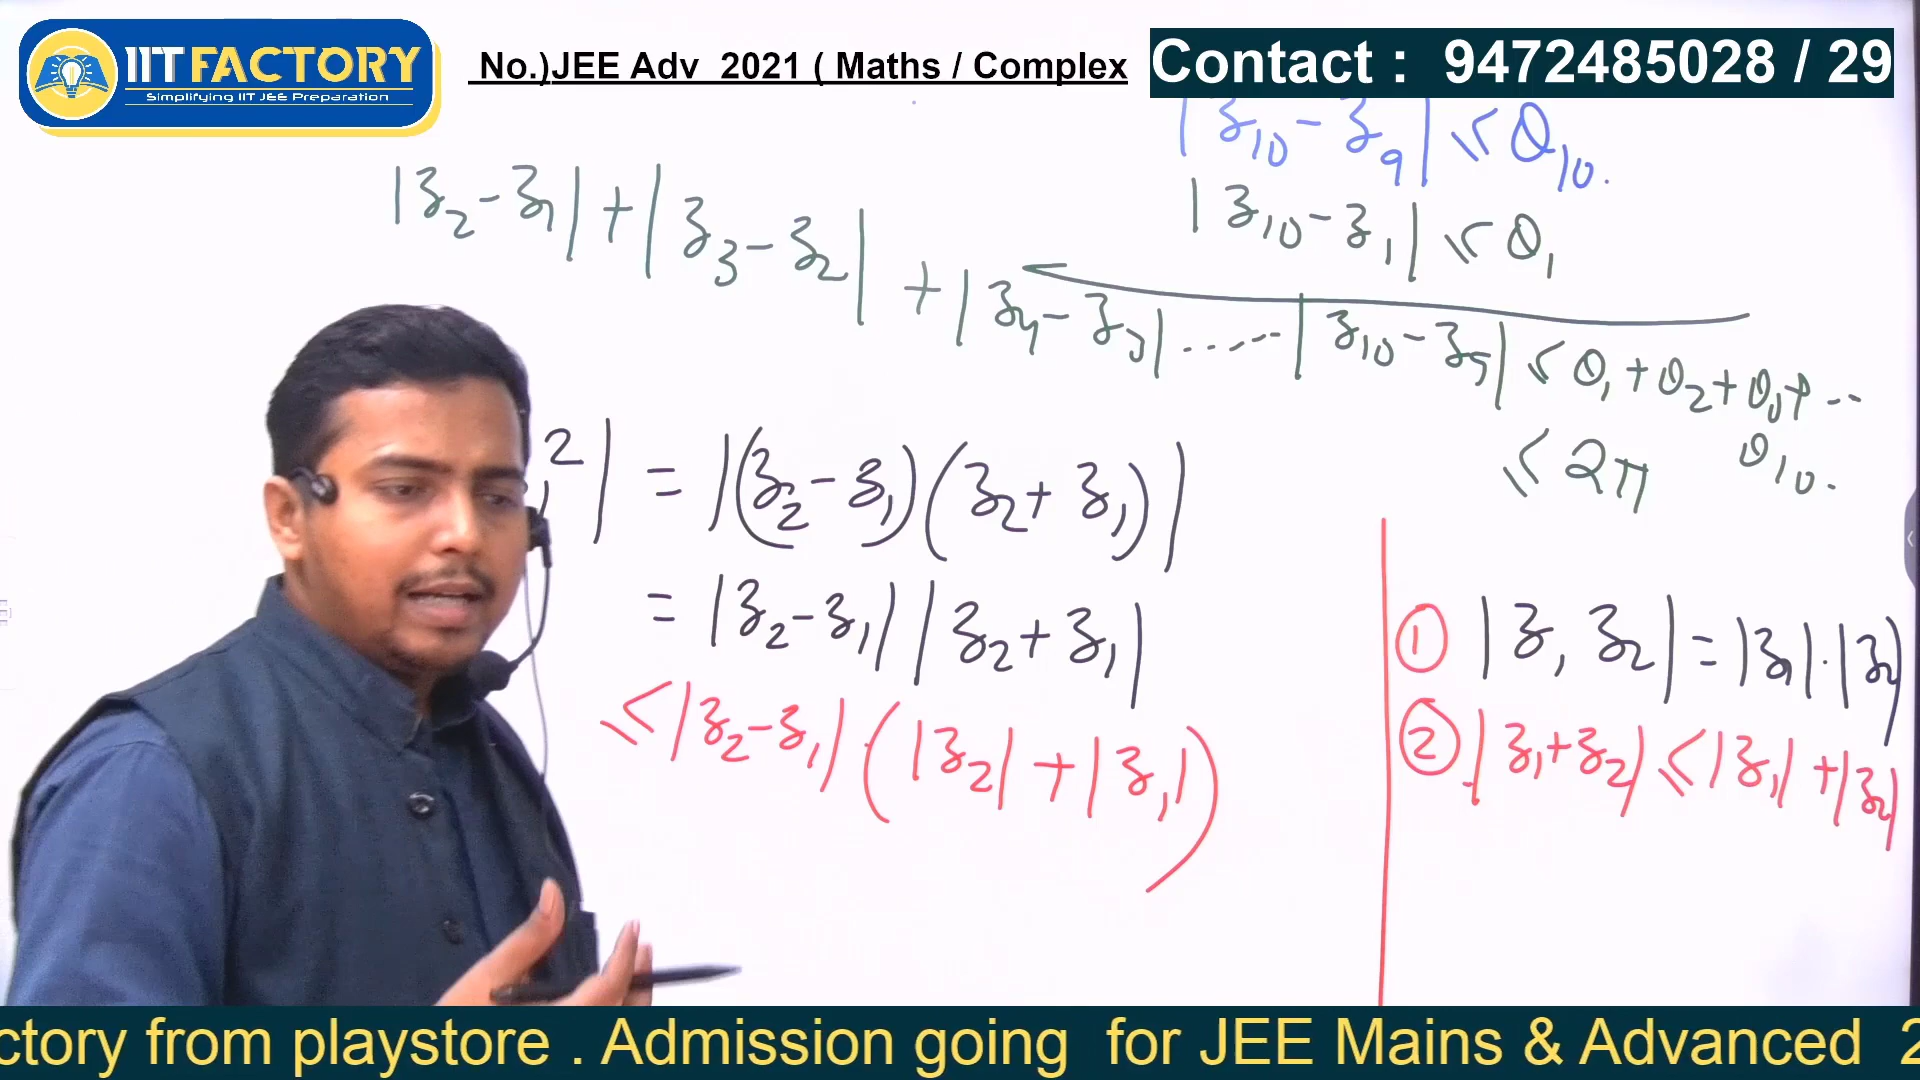 IIT FACTORY
Simplifying IIT JEE Preparation
No.)JEE Adv 2021 ( Maths / Complex
Contact : 9472485028 / 29
|z₁₀ - z₉| ≤ θ₁₀.
|z₁₀ - z₁| ≤ θ₁
|z₂ - z₁| + |z₃ - z₂|
+ |z₄ - z₃| ..... |z₁₀ - z₉| ≤ θ₁ + θ₂ + θ₃ + ...
θ₁₀.
≤ 2π
²| = |(z₂ - z₁)(z₂ + z₁)|
= |z₂ - z₁| |z₂ + z₁|
≤ |z₂ - z₁| (|z₂| + |z₁|)
① |z₁ z₂| = |z₁|.|z₂|
② |z₁ + z₂| ≤ |z₁| + |z₂|
ctory from playstore . Admission going for JEE Mains & Advanced 2